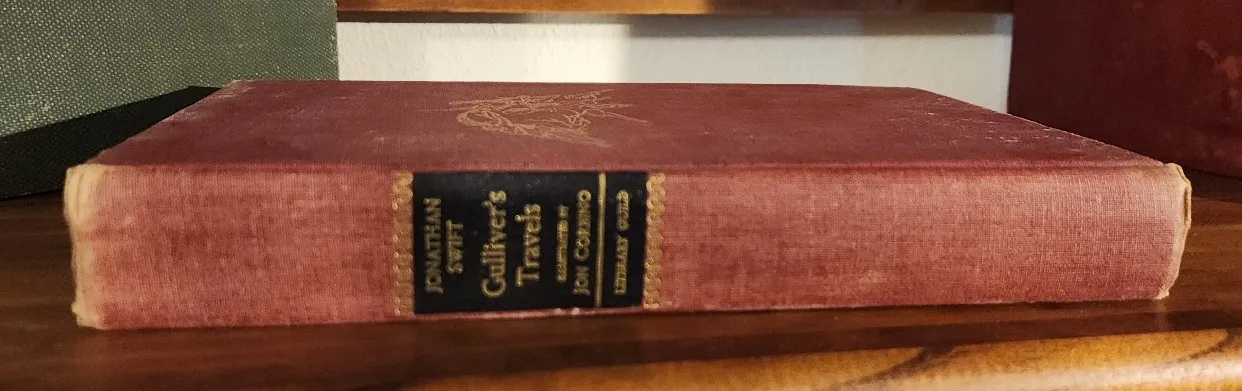 JONATHAN
SWIFT
Gulliver's
Travels
ILLUSTRATED BY
JON CORBINO
LITERARY GUILD